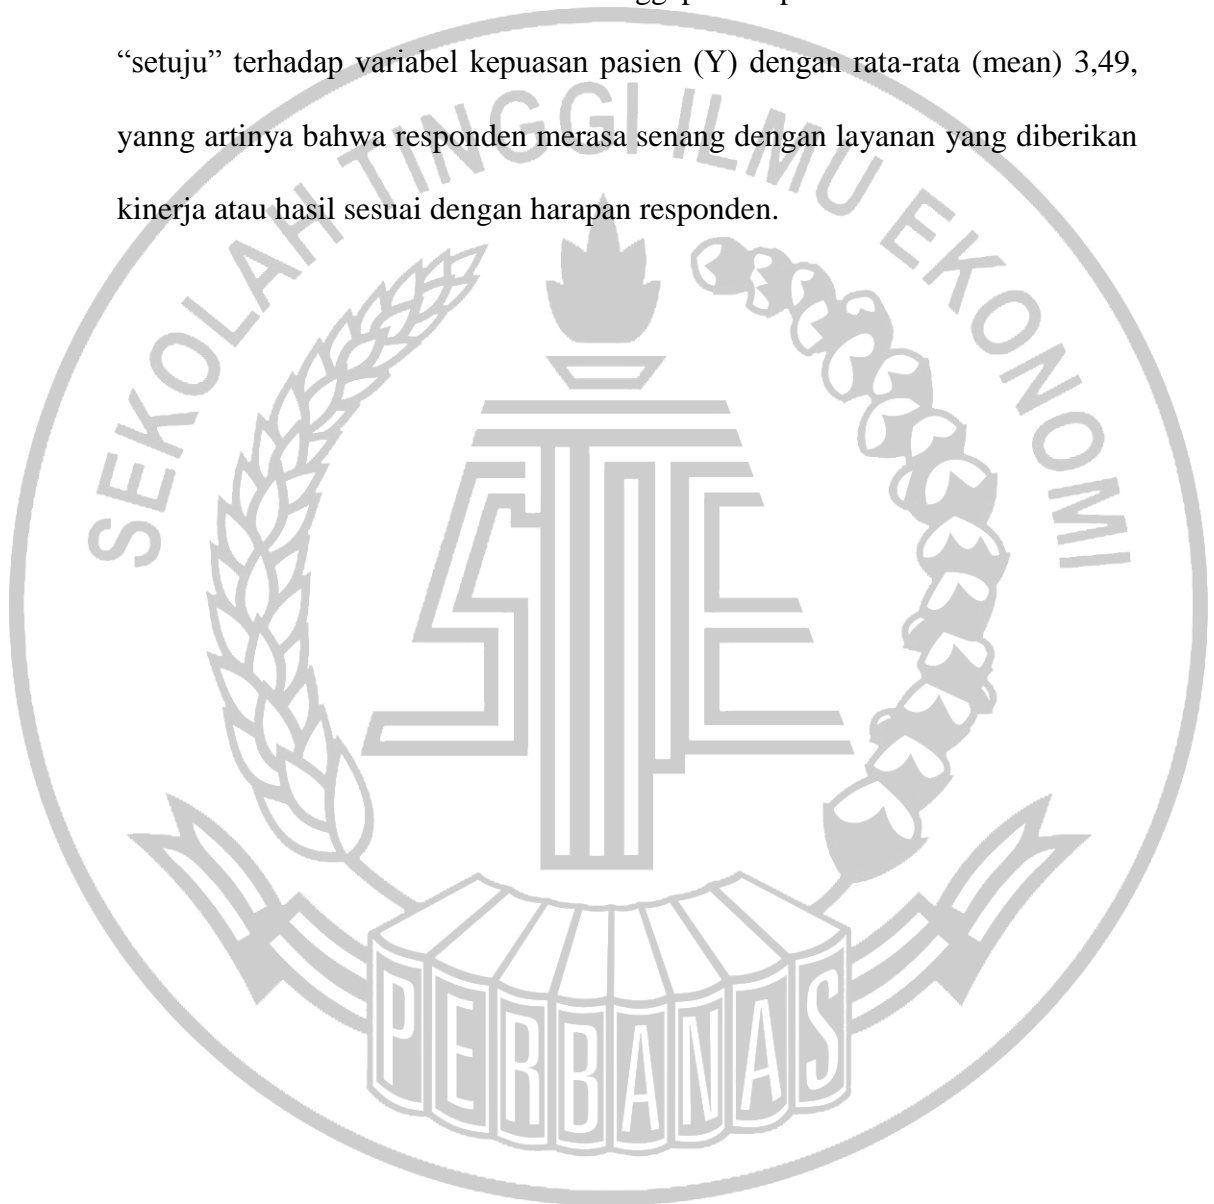 “setuju” terhadap variabel kepuasan pasien (Y) dengan rata-rata (mean) 3,49,
yanng artinya bahwa responden merasa senang dengan layanan yang diberikan
kinerja atau hasil sesuai dengan harapan responden.
SEKOLAH TINGGI ILMU EKONOMI
STIE
PERBANAS